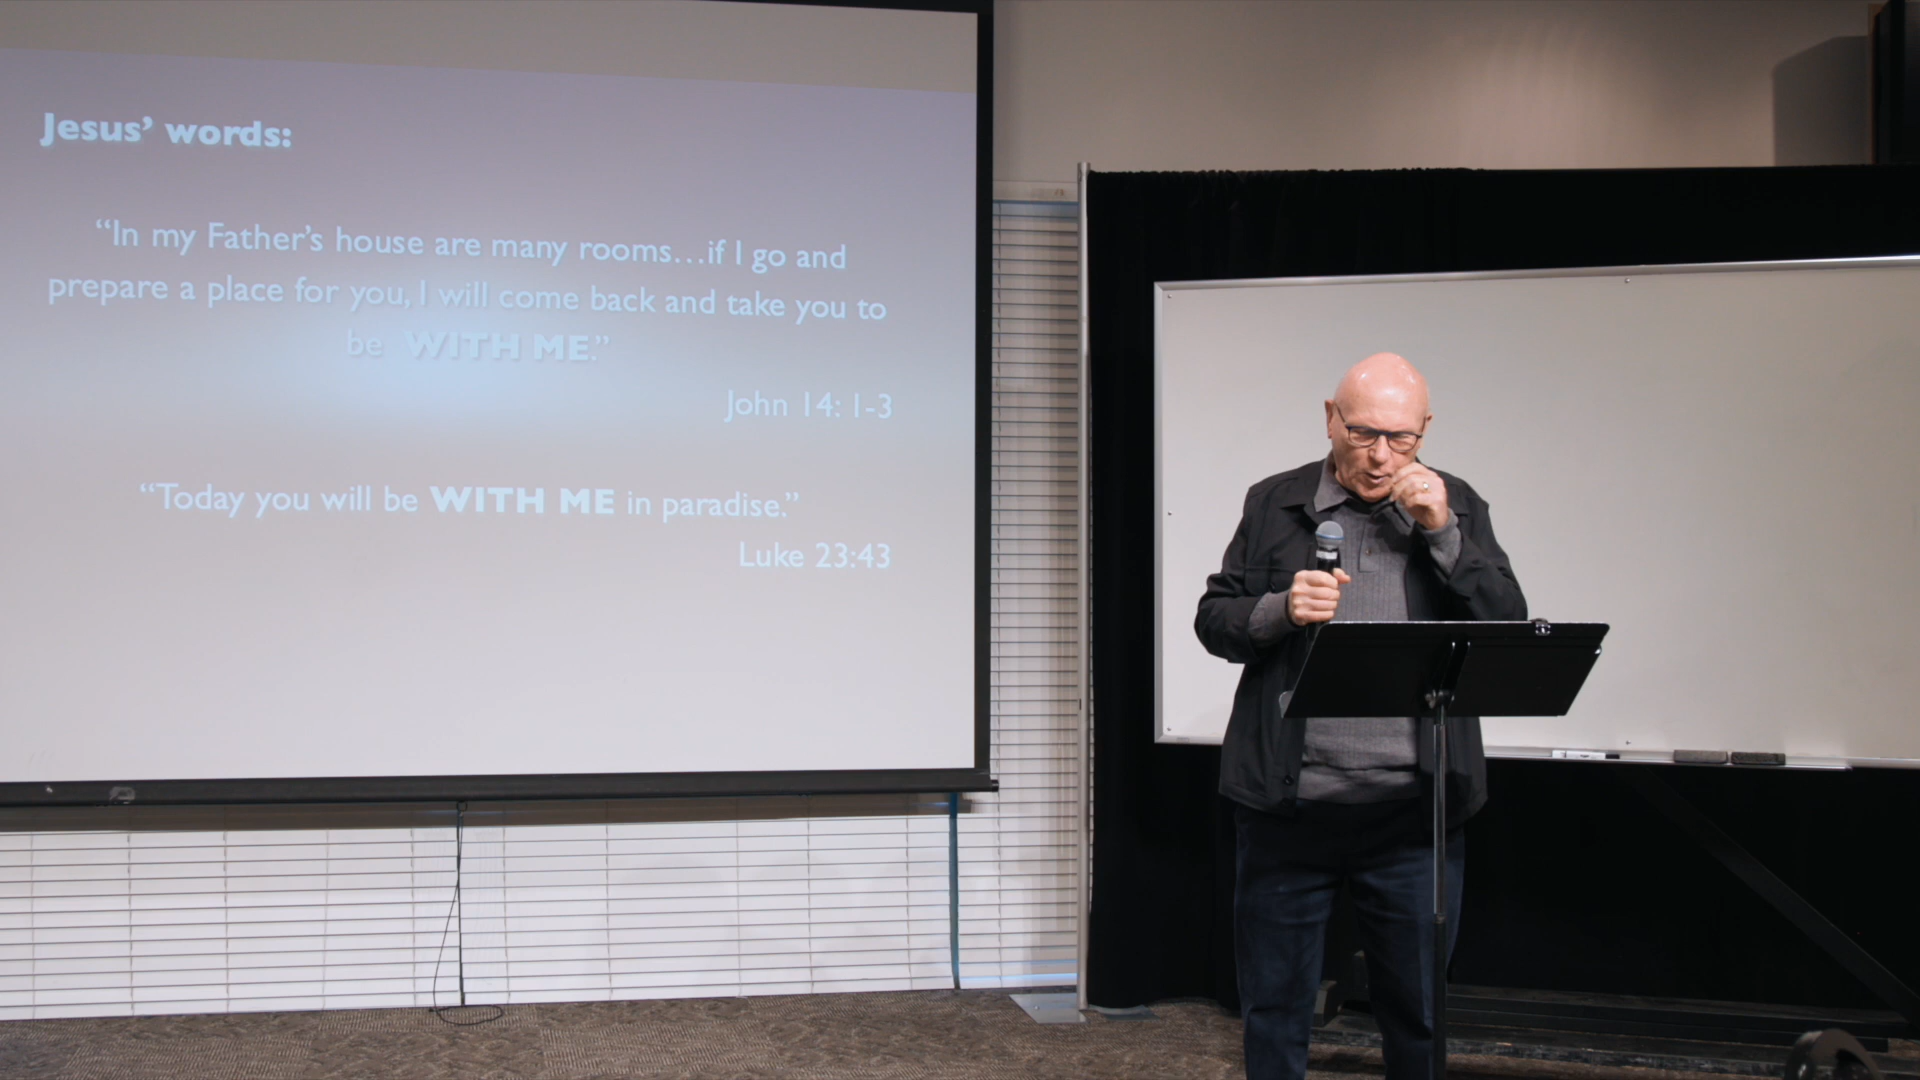 Jesus’ words:
“In my Father’s house are many rooms…if I go and
prepare a place for you, I will come back and take you to
be WITH ME.”
John 14: 1-3
“Today you will be WITH ME in paradise.”
Luke 23:43